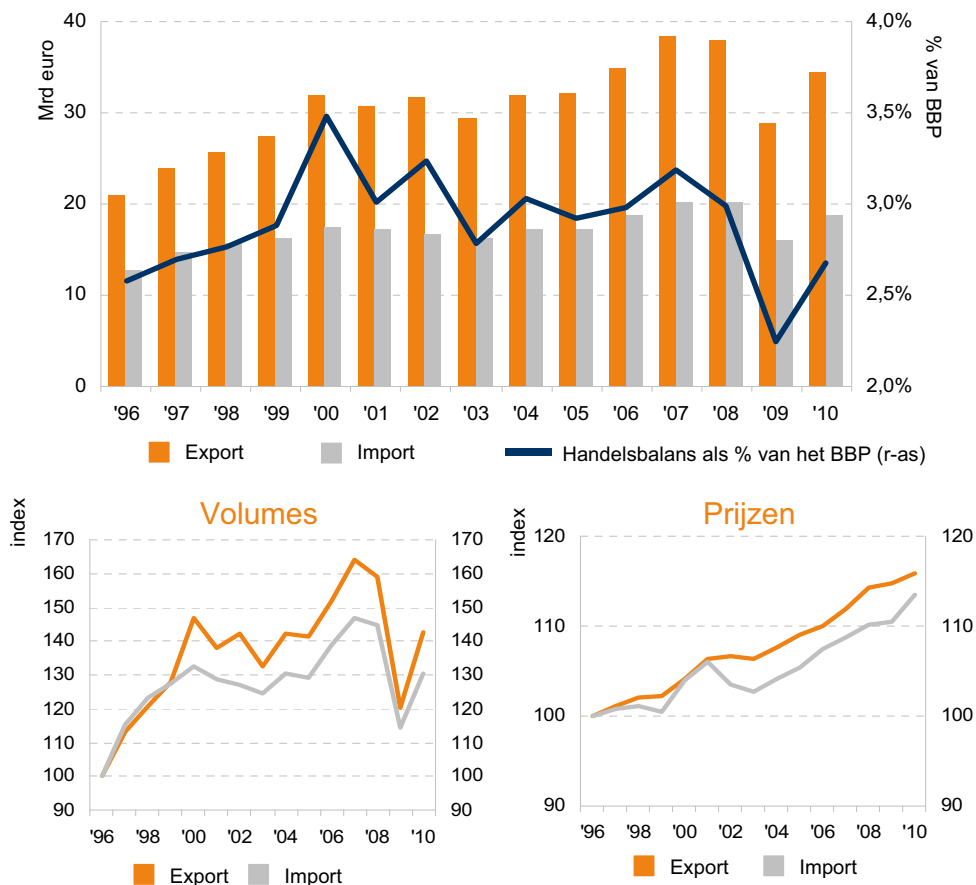 Mrd euro
40
30
20
10
0
% van BBP
4,0%
3,5%
3,0%
2,5%
2,0%
'96 '97 '98 '99 '00 '01 '02 '03 '04 '05 '06 '07 '08 '09 '10
Export Import Handelsbalans als % van het BBP (r-as)
Volumes
index
170 170
160 160
150 150
140 140
130 130
120 120
110 110
100 100
90 90
'96 '98 '00 '02 '04 '06 '08 '10
Export Import
Prijzen
index
120 120
110 110
100 100
90 90
'96 '98 '00 '02 '04 '06 '08 '10
Export Import